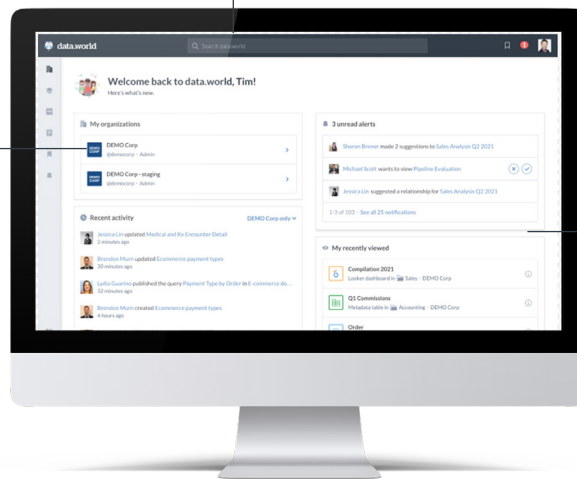 data.world
Search data.world
1
Welcome back to data.world, Tim!
Here's what's new.
My organizations
DEMO CORP
DEMO Corp
@democorp · Admin
DEMO CORP
DEMO Corp - staging
@democorp · Admin
Recent activity
DEMO Corp only
Jessica Lin updated Medical and Rx Encounter Detail
2 minutes ago
Brendon Mum updated Ecommerce payment types
30 minutes ago
Lydia Guarino published the query Payment Type by Order in E-commerce do...
32 minutes ago
Brendon Mum created Ecommerce payment types
4 hours ago
3 unread alerts
Sharon Breiner made 2 suggestions to Sales Analysis Q2 2021
Michael Scott wants to view Pipeline Evaluation
Jessica Lin suggested a relationship for Sales Analysis Q2 2021
1-3 of 103 · See all 25 notifications
My recently viewed
Compilation 2021
Looker dashboard in Sales · DEMO Corp
Q1 Commissions
Metadata table in Accounting · DEMO Corp
Order